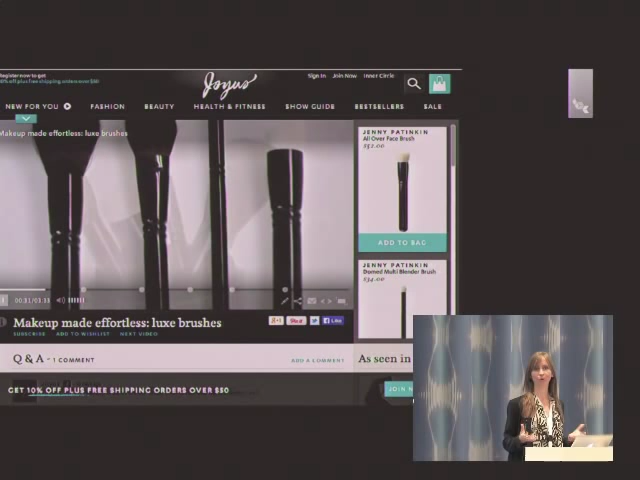 Register now to get
10% off plus free shipping orders over $50
Joyus
Sign In Join Now Inner Circle
NEW FOR YOU FASHION BEAUTY HEALTH & FITNESS SHOW GUIDE BESTSELLERS SALE
Makeup made effortless: luxe brushes
JENNY PATINKIN
All Over Face Brush
$52.00
ADD TO BAG
JENNY PATINKIN
Domed Multi Blender Brush
$34.00
Makeup made effortless: luxe brushes
SUBSCRIBE ADD TO WISHLIST NEXT VIDEO
Pin it
Like
Q & A - 1 COMMENT
ADD A COMMENT
As seen in
GET 10% OFF PLUS FREE SHIPPING ORDERS OVER $50
JOIN N